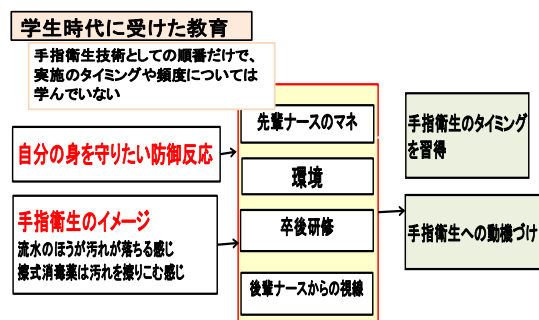 学生時代に受けた教育
手指衛生技術としての順番だけで、
実施のタイミングや頻度については
学んでいない
自分の身を守りたい防御反応
手指衛生のイメージ
流水のほうが汚れが落ちる感じ
擦式消毒薬は汚れを擦りこむ感じ
先輩ナースのマネ
環境
卒後研修
後輩ナースからの視線
手指衛生のタイミング
を習得
手指衛生への動機づけ